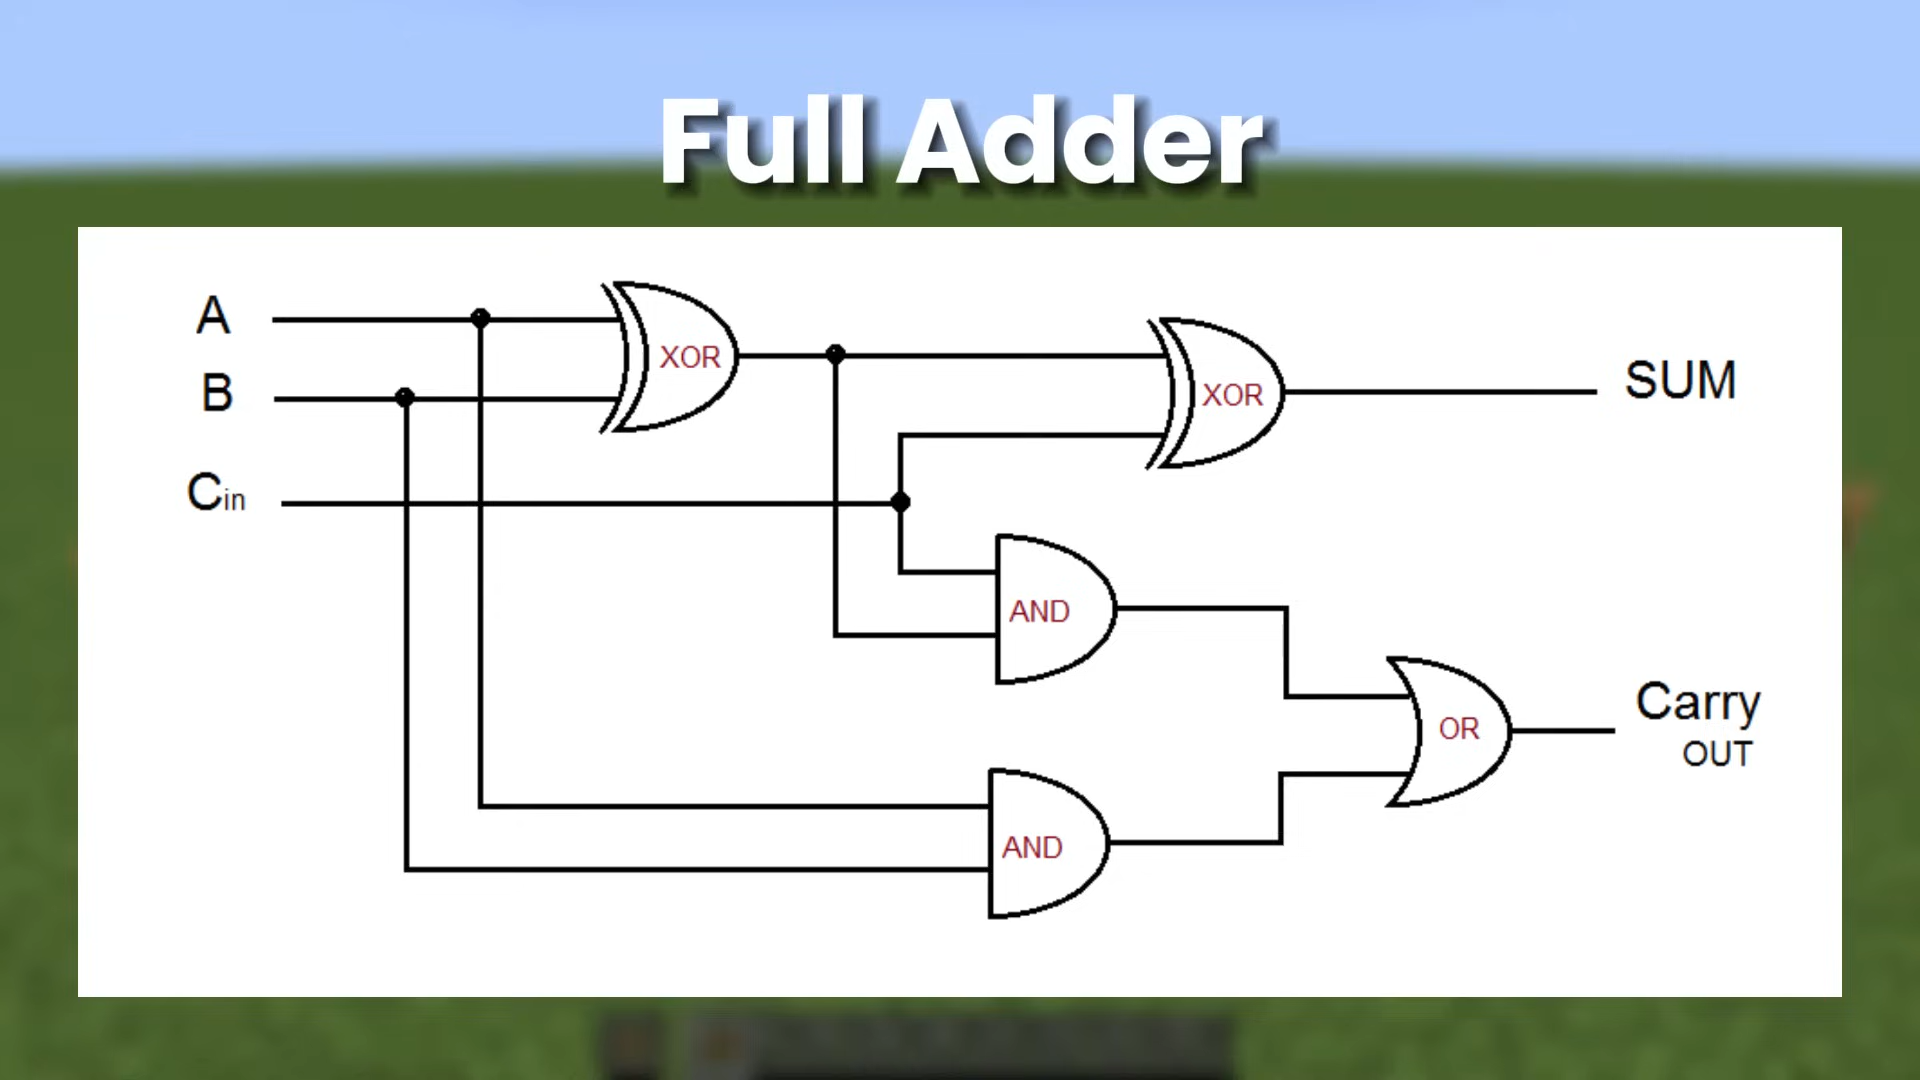 Full Adder
A
B
Cin
XOR
XOR
SUM
AND
AND
OR
Carry
OUT